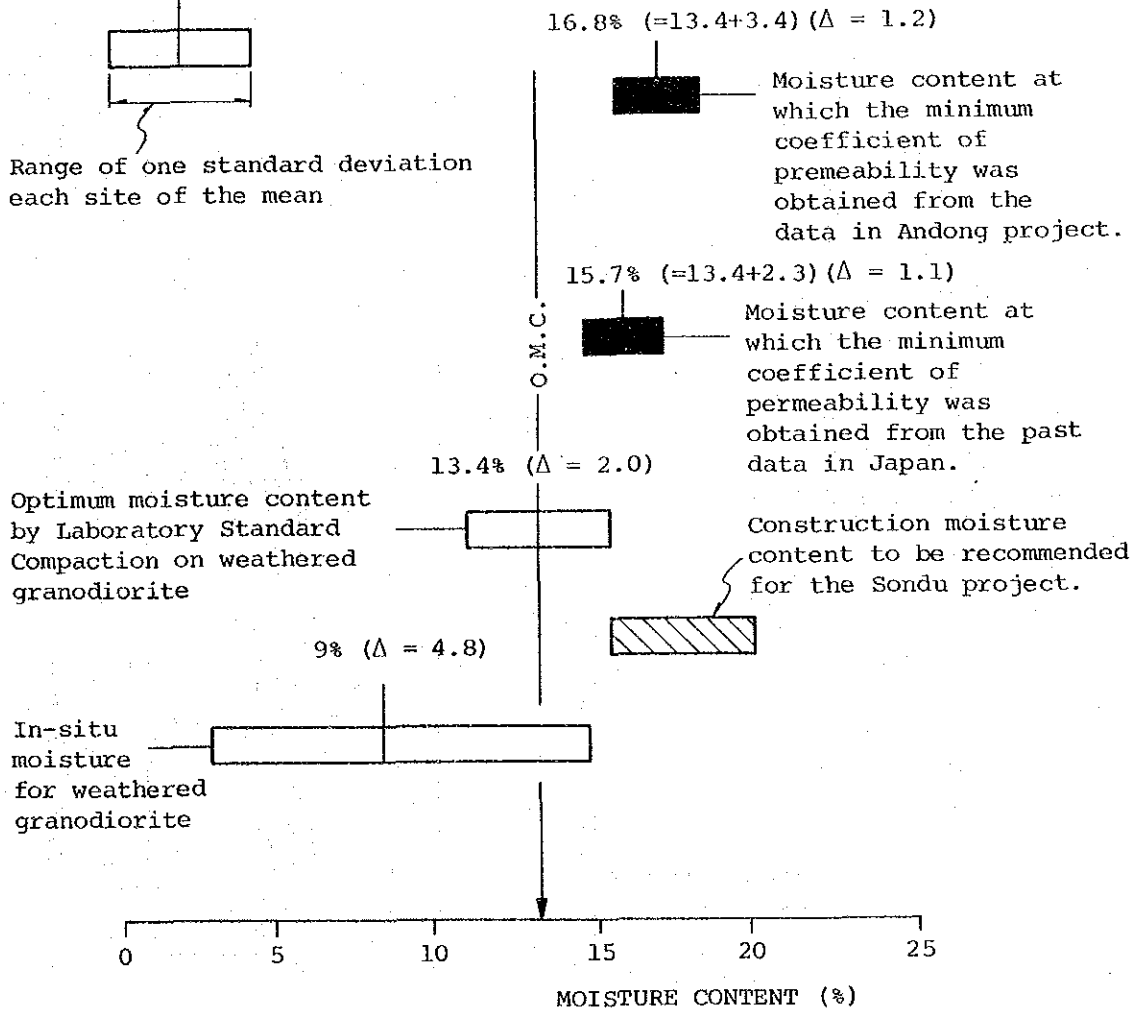 Range of one standard deviation
each site of the mean
16.8% (=13.4+3.4)(Δ = 1.2)
Moisture content at
which the minimum
coefficient of
premeability was
obtained from the
data in Andong project.
15.7% (=13.4+2.3)(Δ = 1.1)
Moisture content at
which the minimum
coefficient of
permeability was
obtained from the past
data in Japan.
O.M.C.
13.4% (Δ = 2.0)
Optimum moisture content
by Laboratory Standard
Compaction on weathered
granodiorite
Construction moisture
content to be recommended
for the Sondu project.
9% (Δ = 4.8)
In-situ
moisture
for weathered
granodiorite
0 5 10 15 20 25
MOISTURE CONTENT (%)